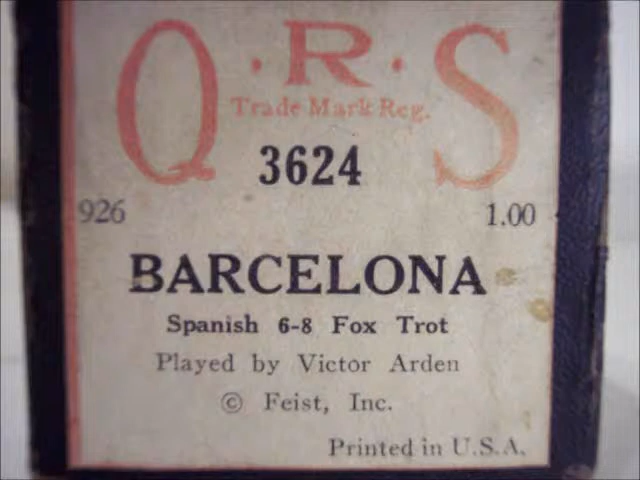 Q·R·S
Trade Mark Reg.
3624
926 1.00
BARCELONA
Spanish 6-8 Fox Trot
Played by Victor Arden
© Feist, Inc.
Printed in U.S.A.